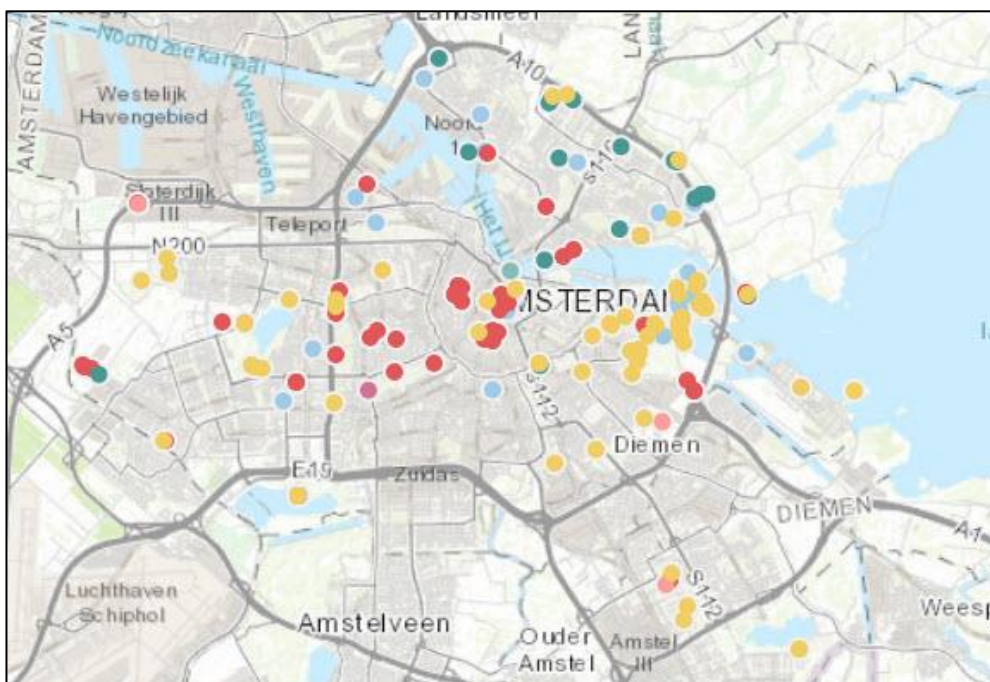 Landsmeer
Noordzeekanaal
A10
AMSTERDAM
Westelijk
Havengebied
Westhaven
Noord
s116
Sloterdijk
III
Teleport
Het IJ
N200
AMSTERDAM
A5
s112
Diemen
E19
Zuidas
DIEMEN
A1
Luchthaven
Schiphol
Amstelveen
S112
Ouder
Amstel
Amstel
III
Weesp